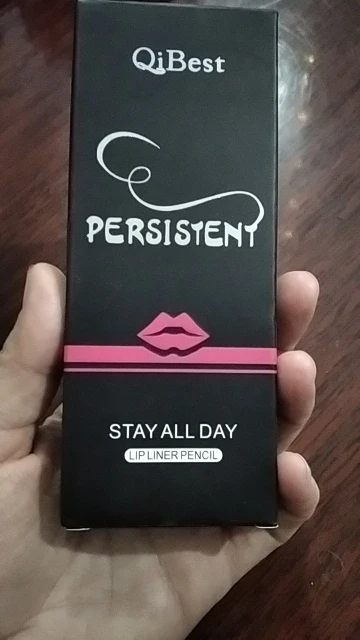 QiBest
PERSISTENT
STAY ALL DAY
LIP LINER PENCIL